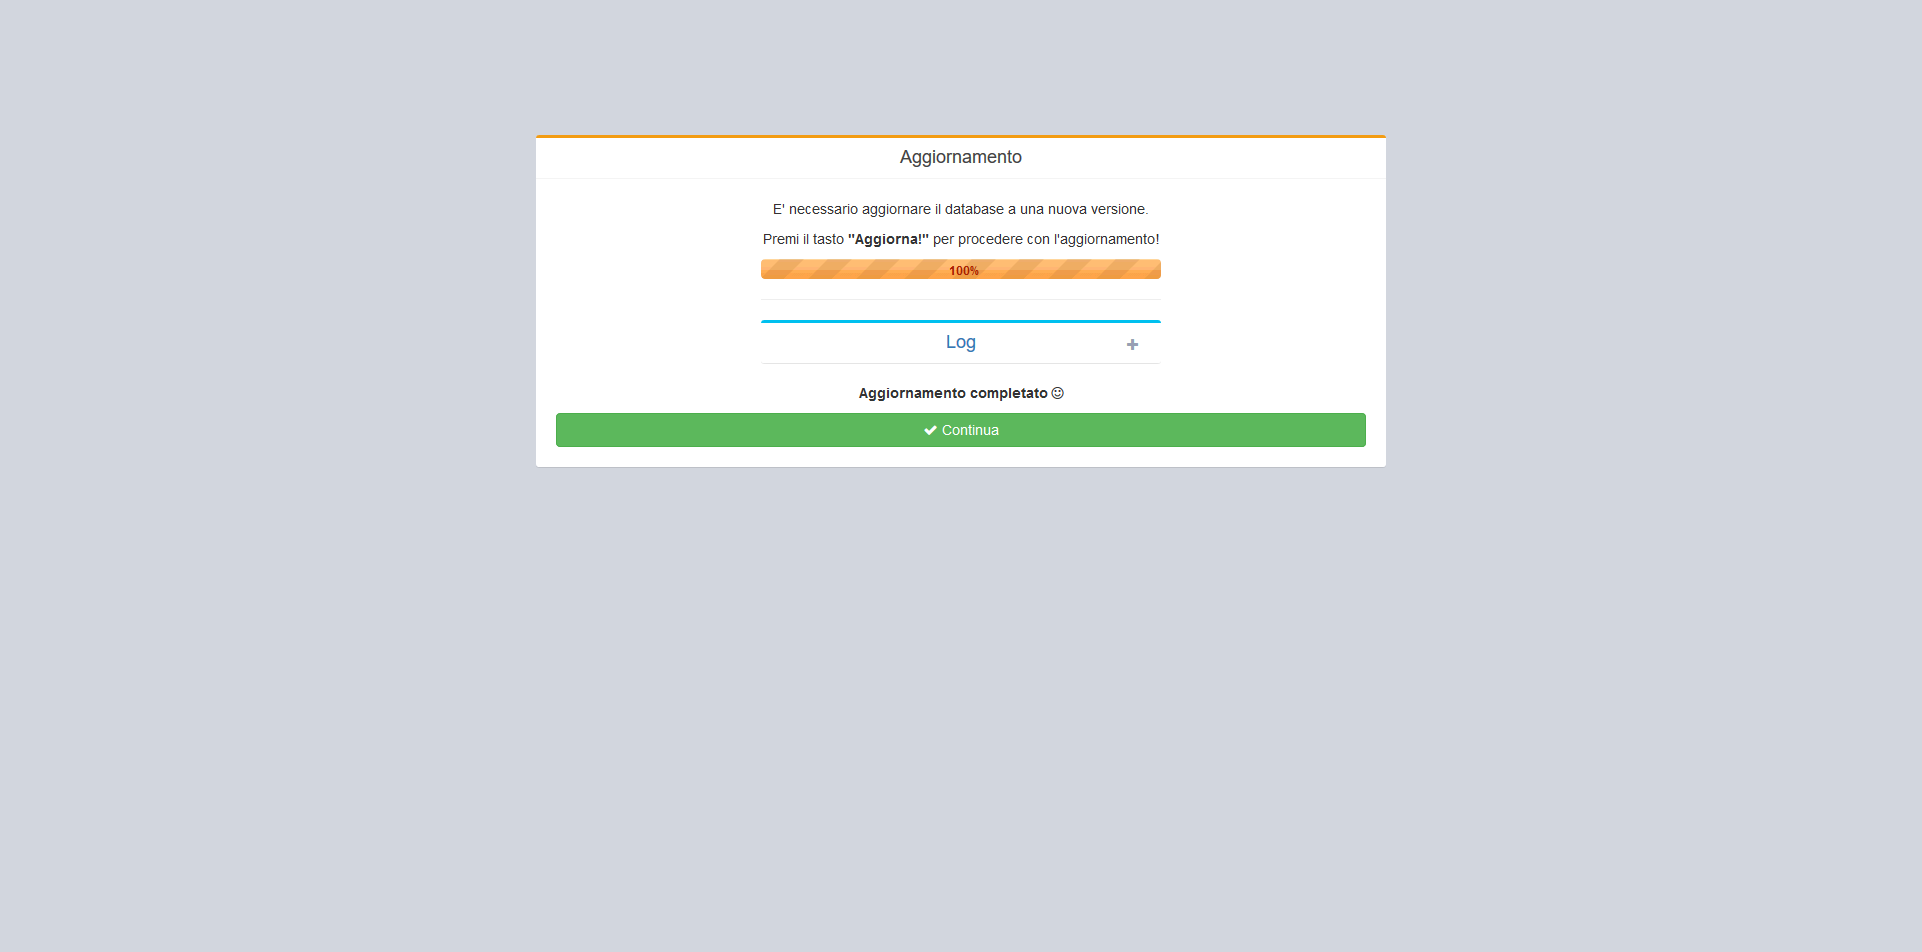 Aggiornamento
E' necessario aggiornare il database a una nuova versione.
Premi il tasto "Aggiorna!" per procedere con l'aggiornamento!
100%
Log
Aggiornamento completato
Continua